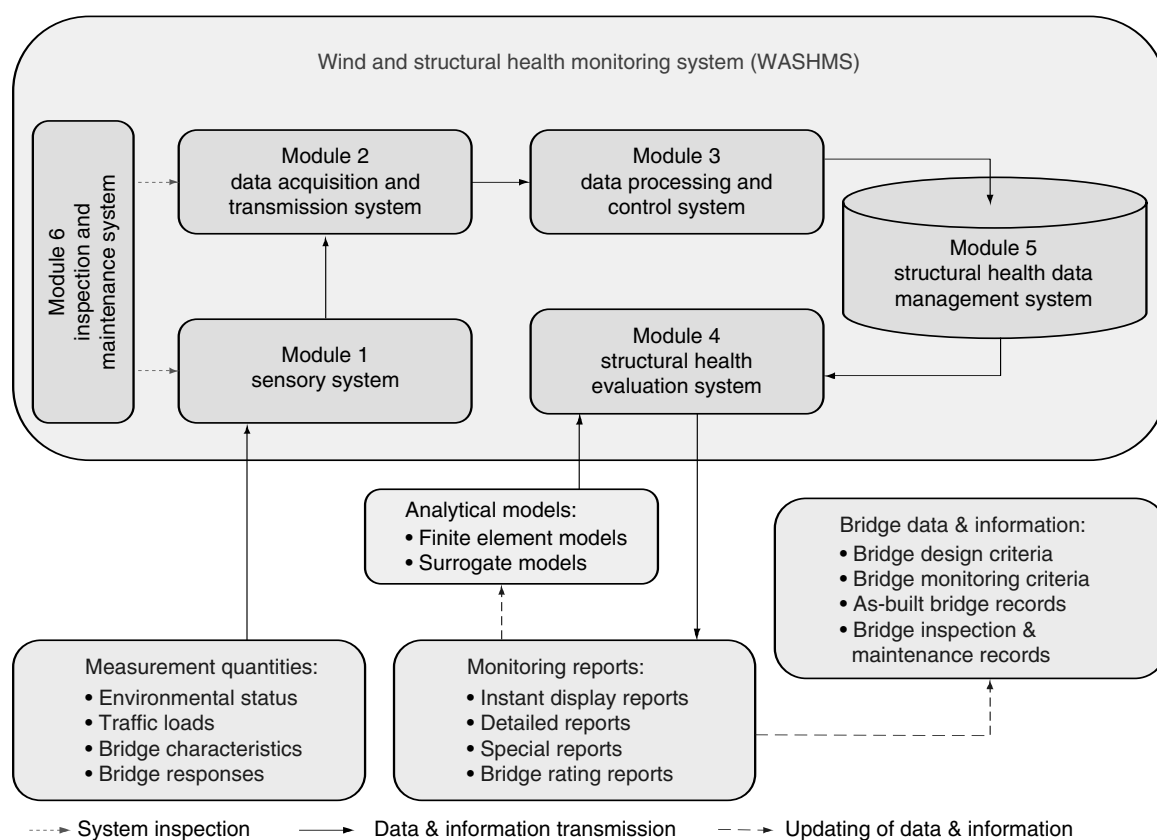 Wind and structural health monitoring system (WASHMS)
Module 6
inspection and
maintenance system
Module 2
data acquisition and
transmission system
Module 3
data processing and
control system
Module 5
structural health data
management system
Module 1
sensory system
Module 4
structural health
evaluation system
Analytical models:
• Finite element models
• Surrogate models
Bridge data & information:
• Bridge design criteria
• Bridge monitoring criteria
• As-built bridge records
• Bridge inspection &
maintenance records
Measurement quantities:
• Environmental status
• Traffic loads
• Bridge characteristics
• Bridge responses
Monitoring reports:
• Instant display reports
• Detailed reports
• Special reports
• Bridge rating reports
System inspection
Data & information transmission
Updating of data & information